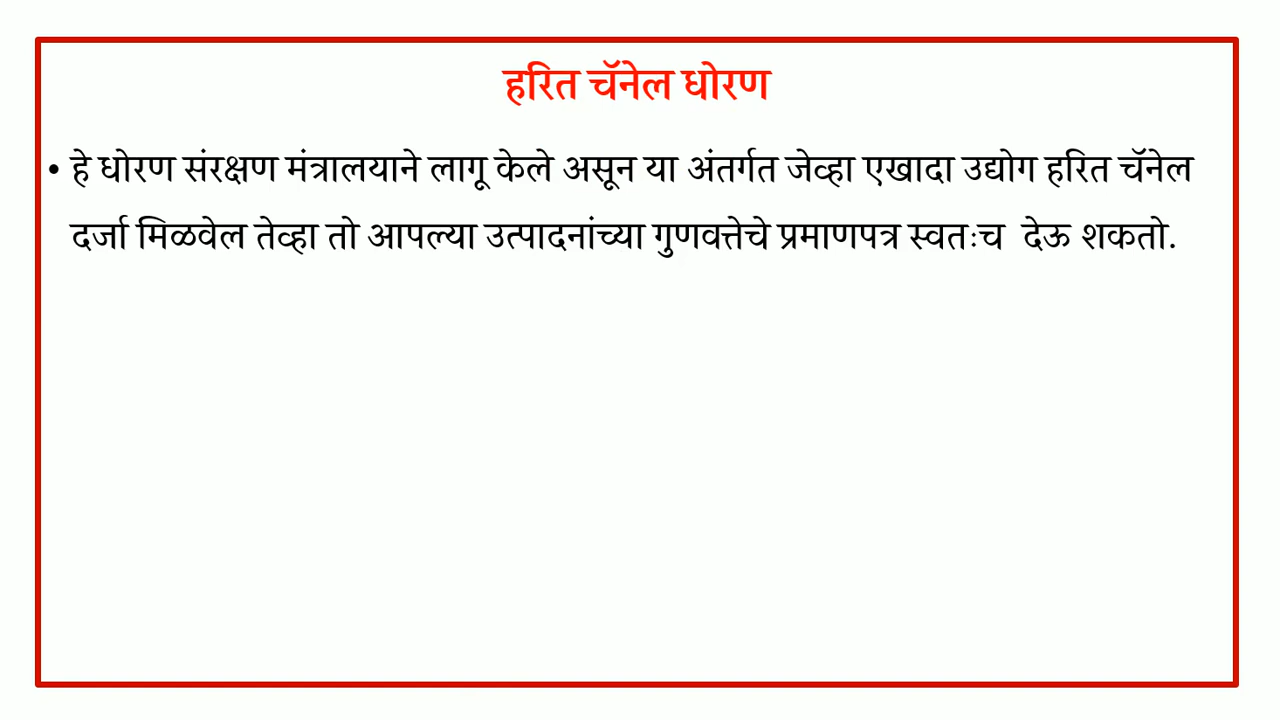 हरित चॅनेल धोरण
• हे धोरण संरक्षण मंत्रालयाने लागू केले असून या अंतर्गत जेव्हा एखादा उद्योग हरित चॅनेल
दर्जा मिळवेल तेव्हा तो आपल्या उत्पादनांच्या गुणवत्तेचे प्रमाणपत्र स्वतःच देऊ शकतो.